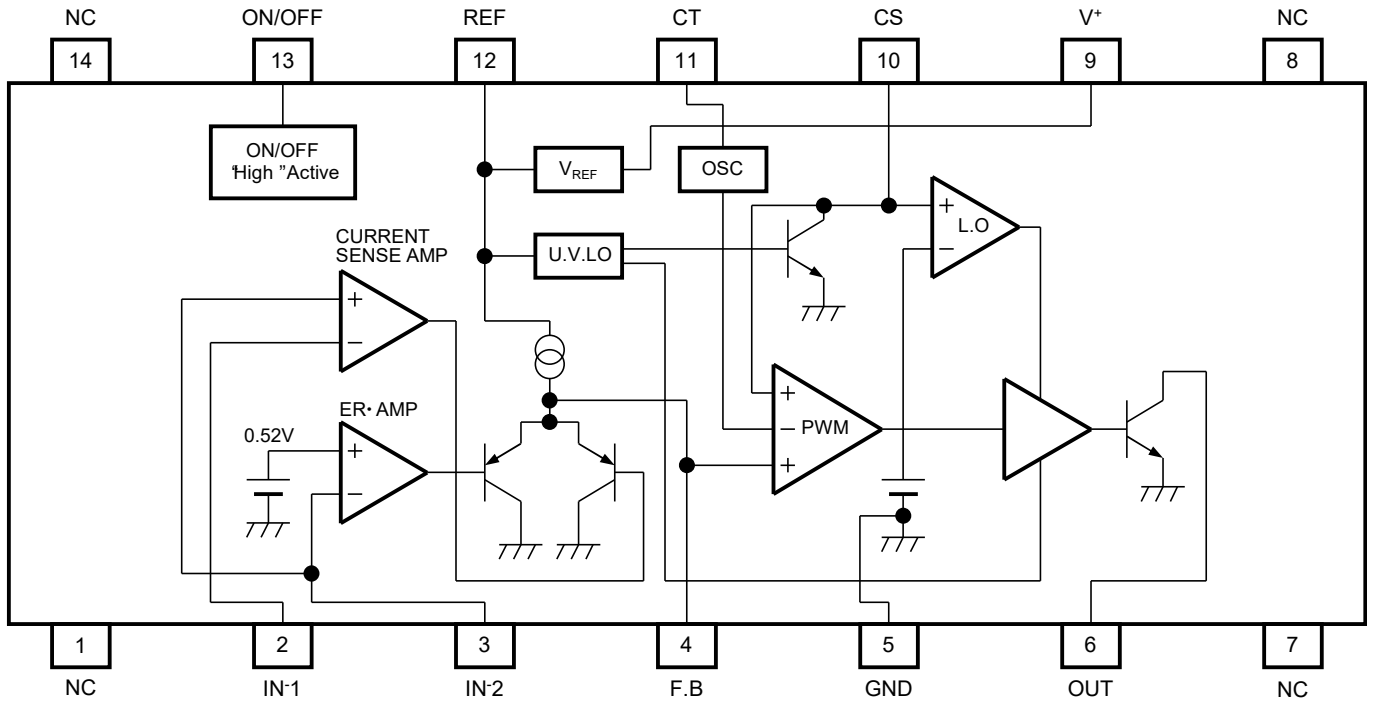 NC ON/OFF REF CT CS V+ NC
14 13 12 11 10 9 8
ON/OFF
“High ”Active
VREF
OSC
+ L.O
−
U.V.LO
CURRENT
SENSE AMP
+
−
ER· AMP
0.52V
+
−
+
− PWM
+
1 2 3 4 5 6 7
NC IN-1 IN-2 F.B GND OUT NC